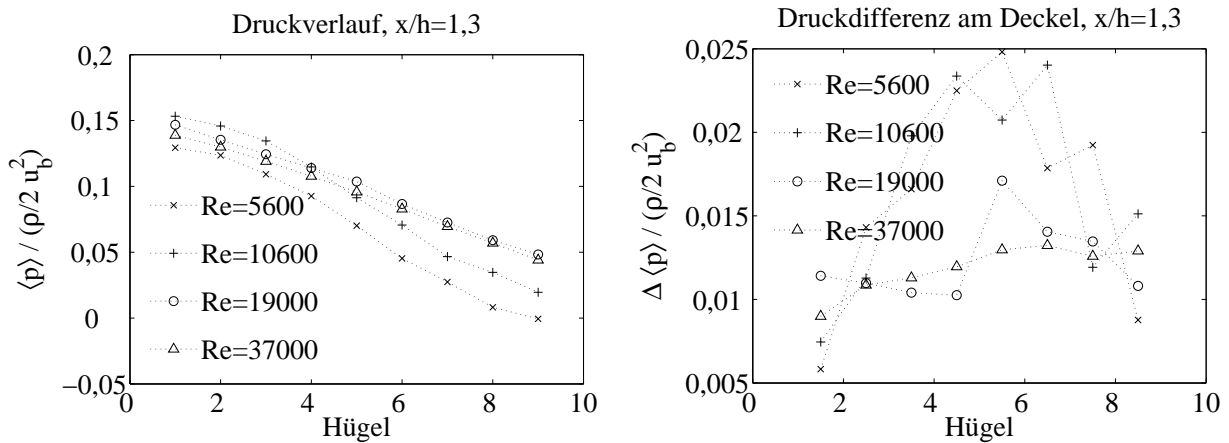 Druckverlauf, x/h=1,3
0,2
0,15
0,1
0,05
0
−0,05
⟨p⟩ / (ρ/2 u_b^2)
Re=5600
Re=10600
Re=19000
Re=37000
0 2 4 6 8 10
Hügel
Druckdifferenz am Deckel, x/h=1,3
0,025
0,02
0,015
0,01
0,005
Δ ⟨p⟩ / (ρ/2 u_b^2)
Re=5600
Re=10600
Re=19000
Re=37000
0 2 4 6 8 10
Hügel